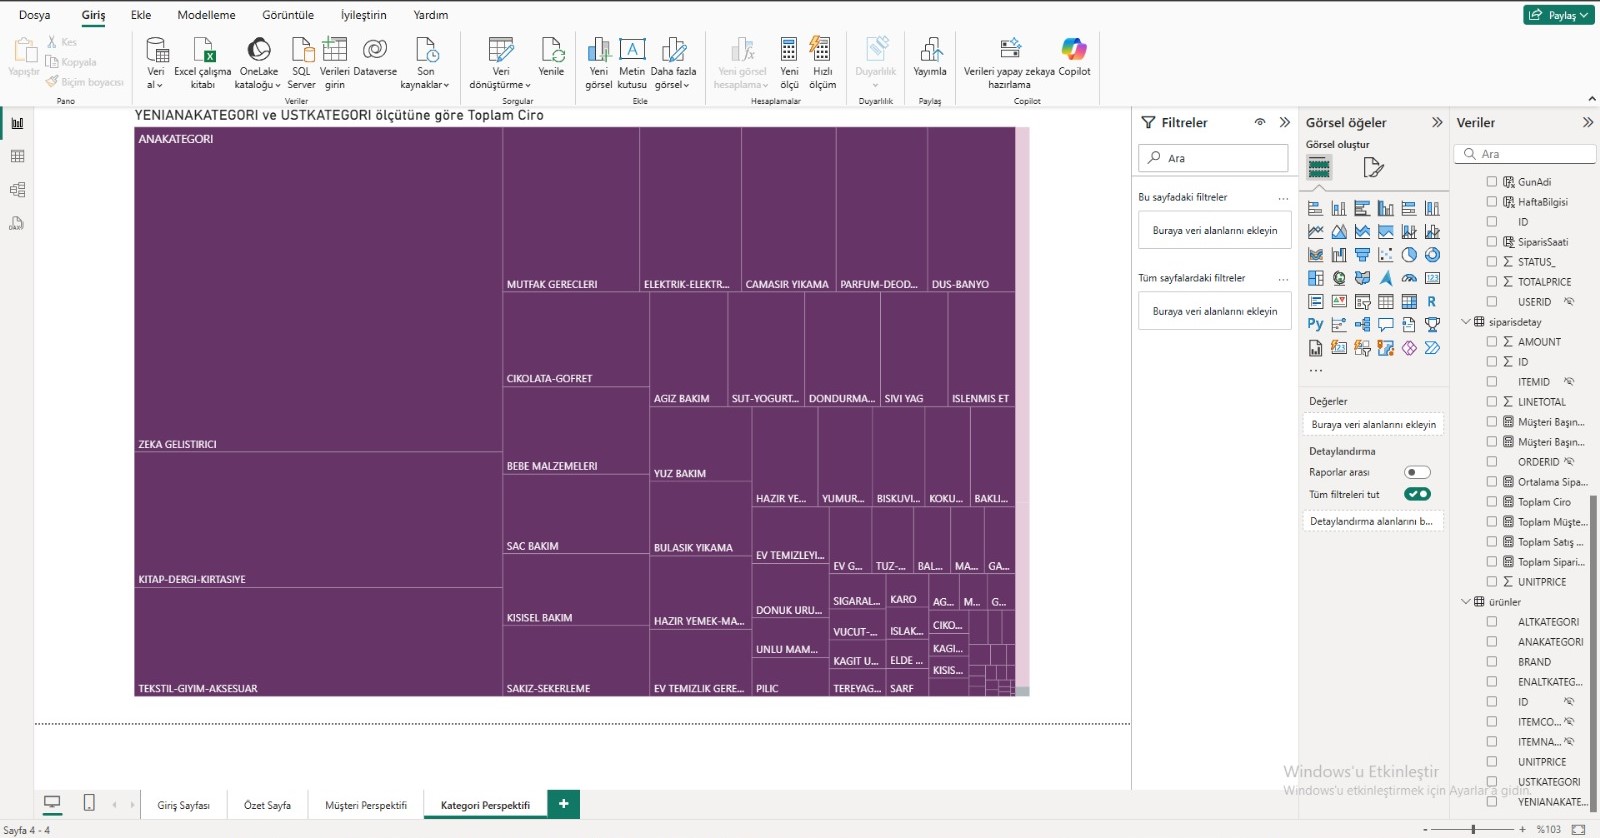 Dosya Giriş Ekle Modelleme Görüntüle İyileştirin Yardım
Paylaş
Yapıştır
Kes
Kopyala
Biçim boyacısı
Pano
Veri al
Excel çalışma kitabı
OneLake kataloğu
SQL Server
Verileri girin
Dataverse
Son kaynaklar
Veriler
Veri dönüştürme
Yenile
Sorgular
Yeni görsel
Metin kutusu
Daha fazla görsel
Ekle
Yeni görsel hesaplama
Yeni ölçü
Hızlı ölçüm
Hesaplamalar
Duyarlılık
Duyarlılık
Yayımla
Paylaş
Verileri yapay zekaya hazırlama
Copilot
Copilot
YENIANAKATEGORI ve USTKATEGORI ölçütüne göre Toplam Ciro
ANAKATEGORI
ZEKA GELISTIRICI
KITAP-DERGI-KIRTASIYE
TEKSTIL-GIYIM-AKSESUAR
MUTFAK GERECLERI
ELEKTRIK-ELEKTR...
CAMASIR YIKAMA
PARFUM-DEOD...
DUS-BANYO
CIKOLATA-GOFRET
BEBE MALZEMELERI
SAC BAKIM
KISISEL BAKIM
SAKIZ-SEKERLEME
AGIZ BAKIM
SUT-YOGURT...
DONDURMA...
SIVI YAG
ISLENMIS ET
YUZ BAKIM
BULASIK YIKAMA
HAZIR YEMEK-MA...
EV TEMIZLIK GERE...
HAZIR YE...
YUMUR...
BISKUVI...
KOKU...
BAKLI...
EV TEMIZLEYI...
DONUK URU...
UNLU MAM...
PILIC
EV G...
TUZ-...
BAL...
MA...
GA...
SIGARAL...
VUCUT-...
KAGIT U...
TEREYAG...
KARO
ISLAK...
ELDE ...
SARF
AG...
M...
G...
CIKO...
KAGI...
KISIS...
Filtreler
Ara
Bu sayfadaki filtreler ...
Buraya veri alanlarını ekleyin
Tüm sayfalardaki filtreler ...
Buraya veri alanlarını ekleyin
Görsel öğeler
Görsel oluştur
123
R
Py
123
...
Değerler
Buraya veri alanlarını ekleyin
Detaylandırma
Raporlar arası
Tüm filtreleri tut
Detaylandırma alanlarını b...
Veriler
Ara
GunAdi
HaftaBilgisi
ID
SiparisSaati
STATUS_
TOTALPRICE
USERID
siparisdetay
AMOUNT
ID
ITEMID
LINETOTAL
Müşteri Başın...
Müşteri Başın...
ORDERID
Ortalama Sipa...
Toplam Ciro
Toplam Müşte...
Toplam Satış ...
Toplam Sipari...
UNITPRICE
ürünler
ALTKATEGORI
ANAKATEGORI
BRAND
ENALTKATEG...
ID
ITEMCO...
ITEMNA...
UNITPRICE
USTKATEGORI
YENIANAKATE...
Windows'u Etkinleştir
Windows'u etkinleştirmek için Ayarlar'a gidin.
DAX
Giriş Sayfası
Özet Sayfa
Müşteri Perspektifi
Kategori Perspektifi
+
Sayfa 4 - 4
- + %103